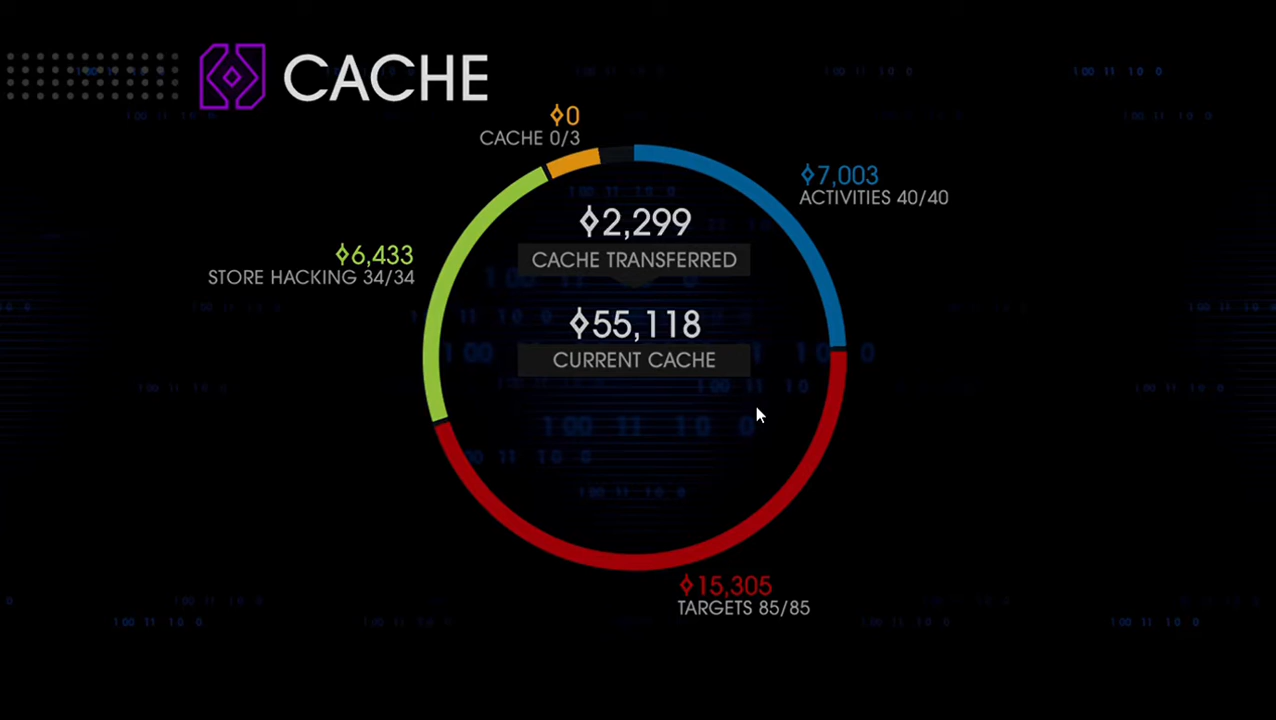 CACHE
0
CACHE 0/3
7,003
ACTIVITIES 40/40
2,299
CACHE TRANSFERRED
6,433
STORE HACKING 34/34
55,118
CURRENT CACHE
15,305
TARGETS 85/85